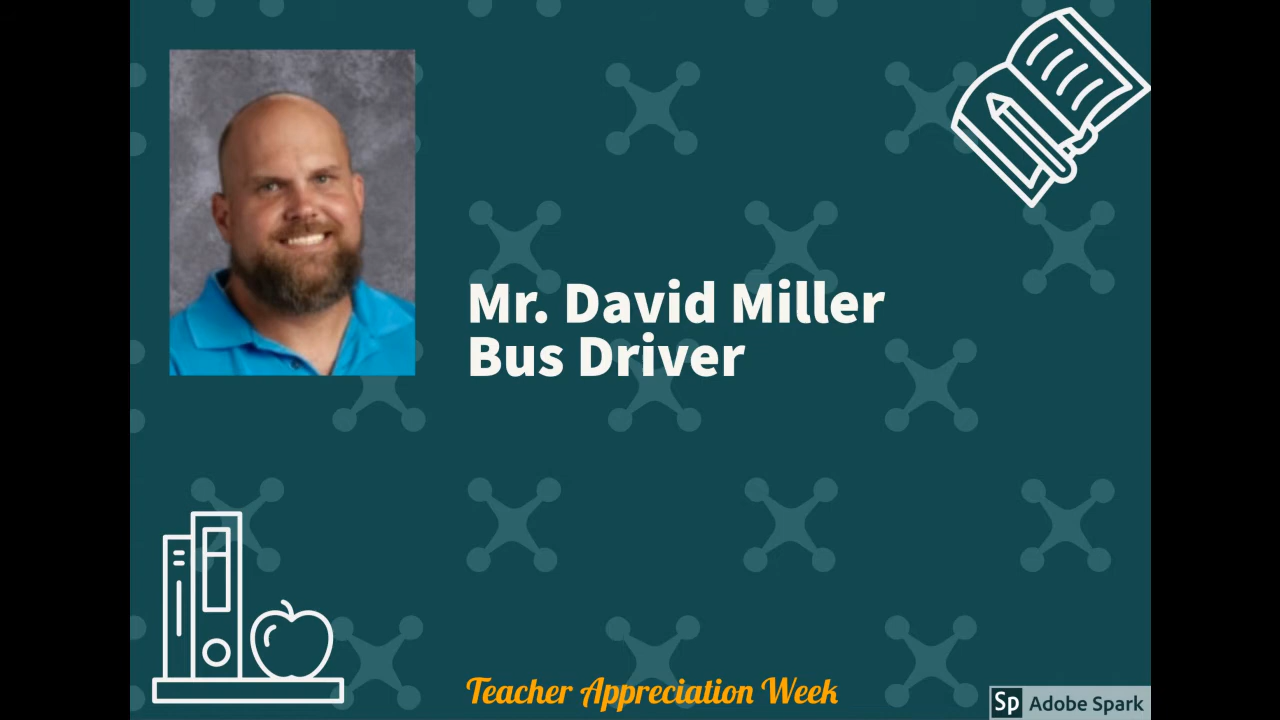 Mr. David Miller
Bus Driver
Teacher Appreciation Week
Sp Adobe Spark